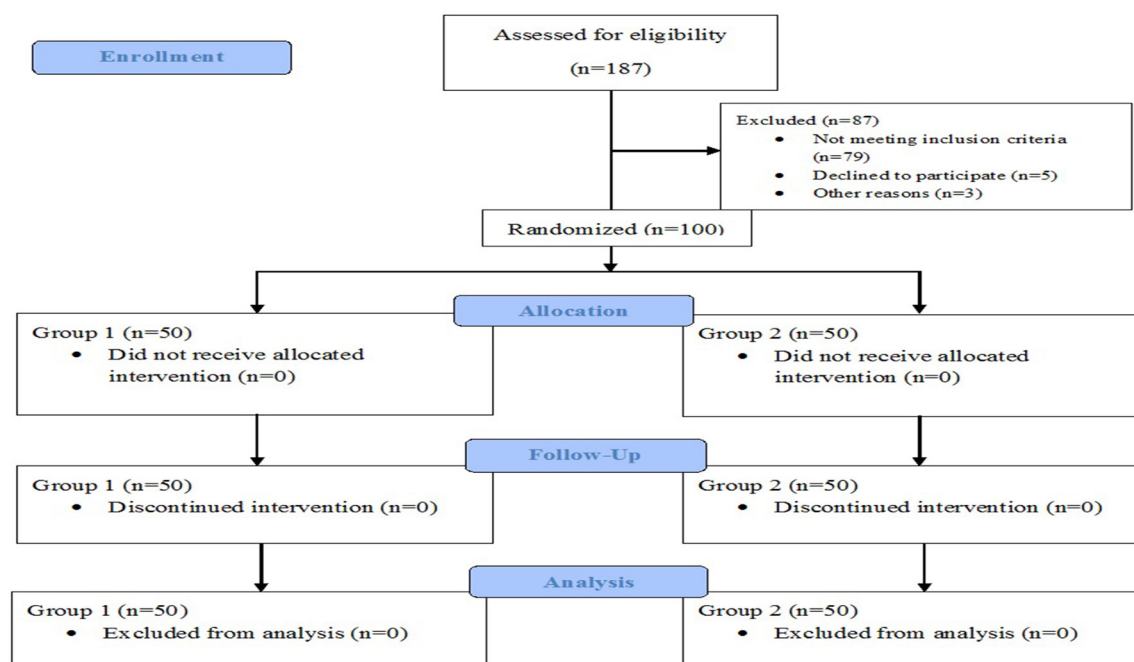 Enrollment
Assessed for eligibility
(n=187)
Excluded (n=87)
• Not meeting inclusion criteria
(n=79)
• Declined to participate (n=5)
• Other reasons (n=3)
Randomized (n=100)
Allocation
Group 1 (n=50)
• Did not receive allocated
intervention (n=0)
Group 2 (n=50)
• Did not receive allocated
intervention (n=0)
Follow-Up
Group 1 (n=50)
• Discontinued intervention (n=0)
Group 2 (n=50)
• Discontinued intervention (n=0)
Analysis
Group 1 (n=50)
• Excluded from analysis (n=0)
Group 2 (n=50)
• Excluded from analysis (n=0)